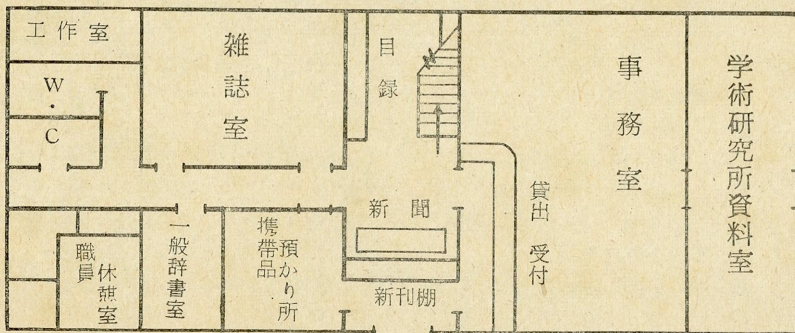 工作室
W・C
雑誌室
目録
事務室
学術研究所資料室
新聞
貸出 受付
一般辞書室
携帯品
預かり所
職員
休憩室
新刊棚